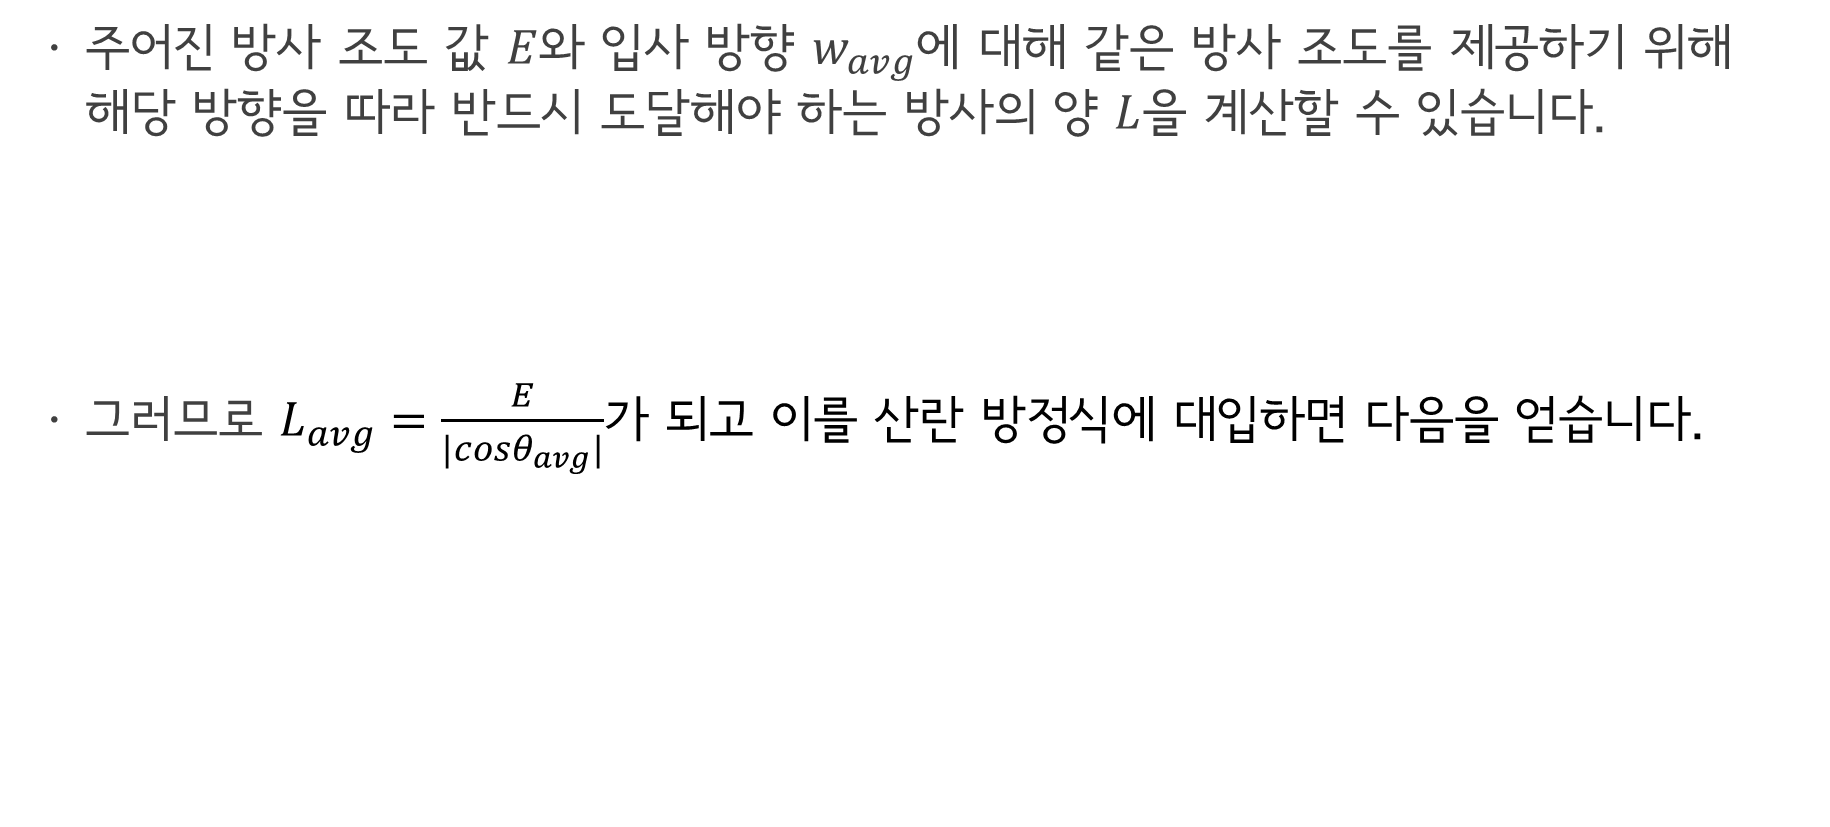 · 주어진 방사 조도 값 E와 입사 방향 w_avg에 대해 같은 방사 조도를 제공하기 위해
해당 방향을 따라 반드시 도달해야 하는 방사의 양 L을 계산할 수 있습니다.
· 그러므로 L_avg = E/|cosθ_avg|가 되고 이를 산란 방정식에 대입하면 다음을 얻습니다.